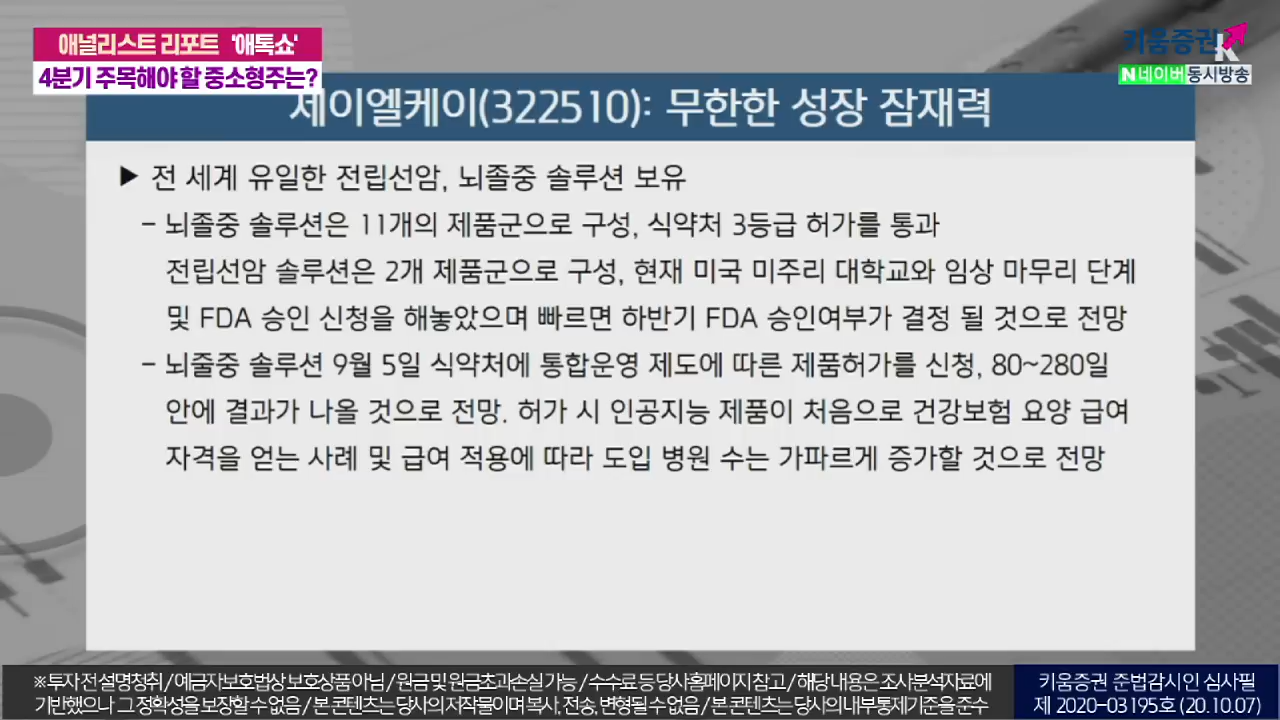 애널리스트 리포트 '애톡쇼'
4분기 주목해야 할 중소형주는?
키움증권
N 네이버 동시방송
제이엘케이(322510): 무한한 성장 잠재력
▶ 전 세계 유일한 전립선암, 뇌졸중 솔루션 보유
- 뇌졸중 솔루션은 11개의 제품군으로 구성, 식약처 3등급 허가를 통과
전립선암 솔루션은 2개 제품군으로 구성, 현재 미국 미주리 대학교와 임상 마무리 단계
및 FDA 승인 신청을 해놓았으며 빠르면 하반기 FDA 승인여부가 결정 될 것으로 전망
- 뇌줄중 솔루션 9월 5일 식약처에 통합운영 제도에 따른 제품허가를 신청, 80~280일
안에 결과가 나올 것으로 전망. 허가 시 인공지능 제품이 처음으로 건강보험 요양 급여
자격을 얻는 사례 및 급여 적용에 따라 도입 병원 수는 가파르게 증가할 것으로 전망
※ 투자 전 설명청취 / 예금자보호법상 보호상품 아님 / 원금 및 원금초과손실 가능 / 수수료 등 당사홈페이지 참고 / 해당 내용은 조사분석자료에
기반했으나 그 정확성을 보장할 수 없음 / 본 콘텐츠는 당사의 저작물이며 복사, 전송, 변형될 수 없음 / 본 콘텐츠는 당사의 내부통제기준을 준수
키움증권 준법감시인 심사필
제 2020-03195호 (20.10.07)